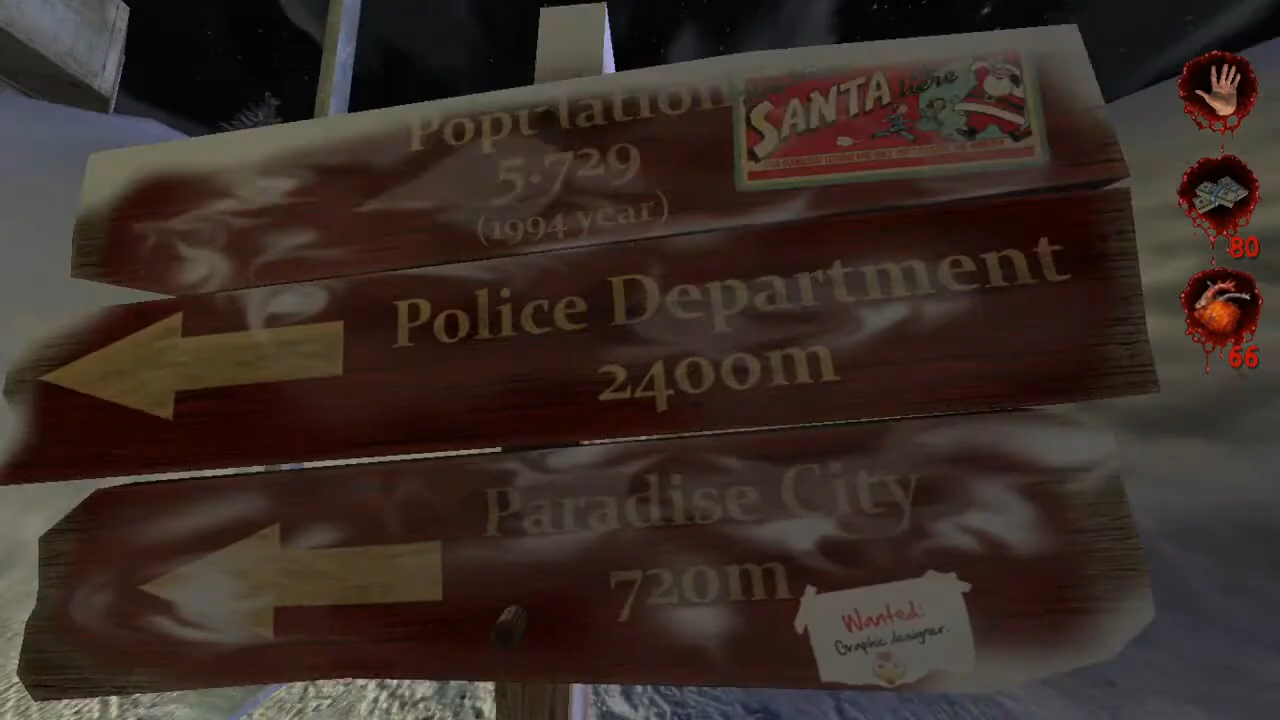 Population
5.729
(1994 year)
SANTA here
Police Department
2400m
Paradise City
720m
Wanted:
Graphic designer.
80
66